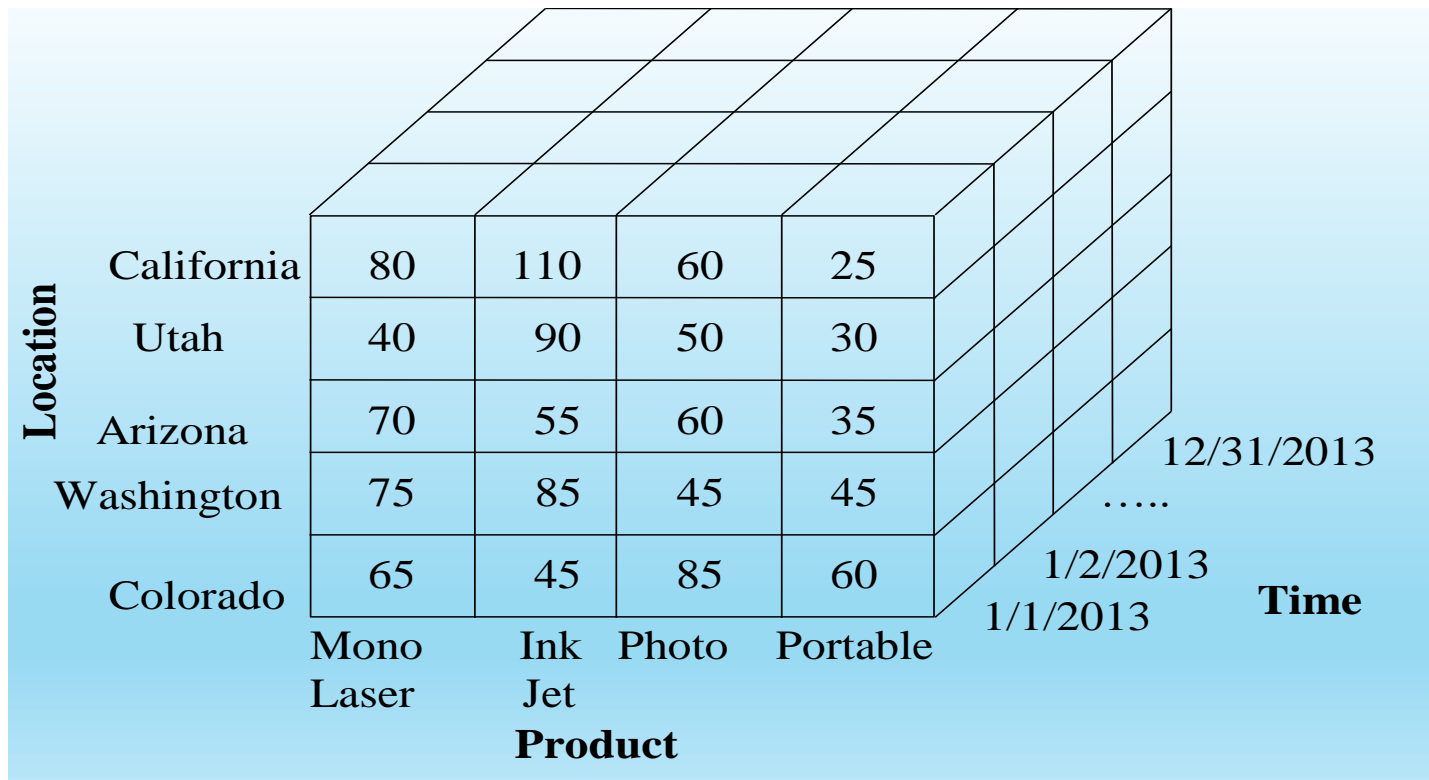 California 80 110 60 25
Utah 40 90 50 30
Arizona 70 55 60 35
Washington 75 85 45 45
Colorado 65 45 85 60
Location
12/31/2013
…..
1/2/2013
1/1/2013
Time
Mono Ink Photo Portable
Laser Jet
Product